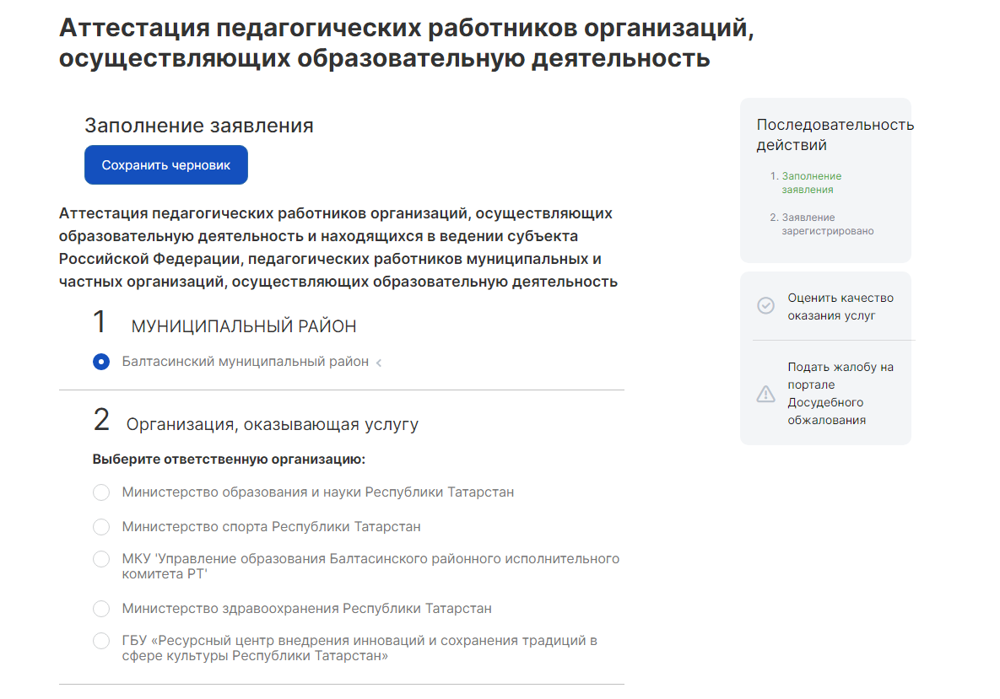 Аттестация педагогических работников организаций,
осуществляющих образовательную деятельность
Заполнение заявления
Сохранить черновик
Аттестация педагогических работников организаций, осуществляющих
образовательную деятельность и находящихся в ведении субъекта
Российской Федерации, педагогических работников муниципальных и
частных организаций, осуществляющих образовательную деятельность
1 МУНИЦИПАЛЬНЫЙ РАЙОН
Балтасинский муниципальный район
2 Организация, оказывающая услугу
Выберите ответственную организацию:
Министерство образования и науки Республики Татарстан
Министерство спорта Республики Татарстан
МКУ 'Управление образования Балтасинского районного исполнительного
комитета РТ'
Министерство здравоохранения Республики Татарстан
ГБУ «Ресурсный центр внедрения инноваций и сохранения традиций в
сфере культуры Республики Татарстан»
Последовательность
действий
1. Заполнение
заявления
2. Заявление
зарегистрировано
Оценить качество
оказания услуг
Подать жалобу на
портале
Досудебного
обжалования